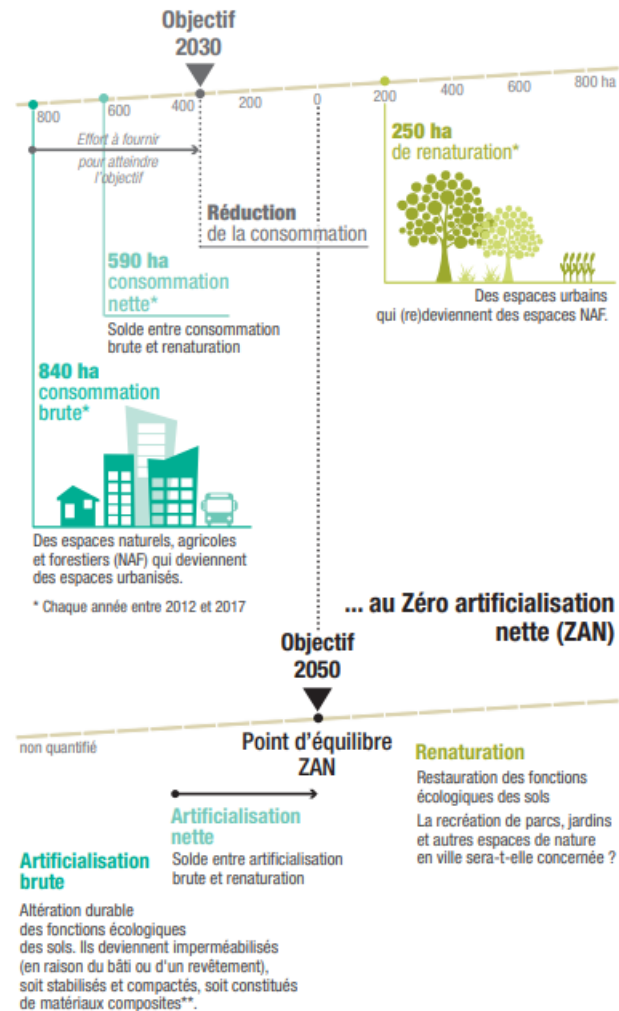 Objectif
2030
800
600
400
200
0
200
400
600
800 ha
Effort à fournir
pour atteindre
l'objectif
250 ha
de renaturation*
Réduction
de la consommation
590 ha
consommation
nette*
Solde entre consommation
brute et renaturation
Des espaces urbains
qui (re)deviennent des espaces NAF.
840 ha
consommation
brute*
Des espaces naturels, agricoles
et forestiers (NAF) qui deviennent
des espaces urbanisés.
* Chaque année entre 2012 et 2017
... au Zéro artificialisation
nette (ZAN)
Objectif
2050
non quantifié
Point d'équilibre
ZAN
Renaturation
Restauration des fonctions
écologiques des sols
La recréation de parcs, jardins
et autres espaces de nature
en ville sera-t-elle concernée ?
Artificialisation
nette
Solde entre artificialisation
brute et renaturation
Artificialisation
brute
Altération durable
des fonctions écologiques
des sols. Ils deviennent imperméabilisés
(en raison du bâti ou d'un revêtement),
soit stabilisés et compactés, soit constitués
de matériaux composites**.